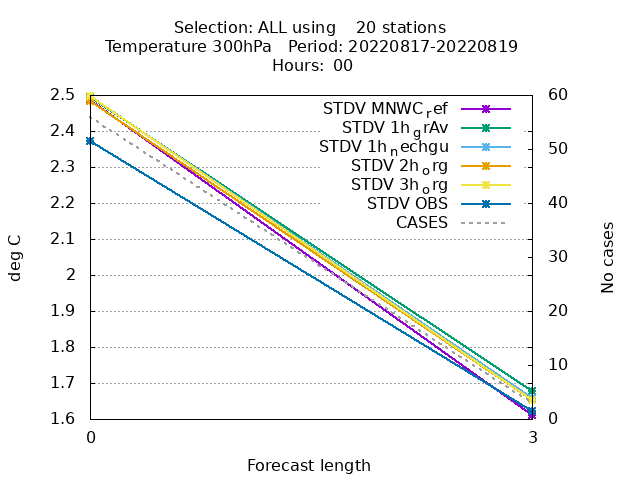 Selection: ALL using    20 stations
Temperature 300hPa   Period: 20220817-20220819
Hours:  00
2.5
2.4
2.3
2.2
2.1
2
1.9
1.8
1.7
1.6
60
50
40
30
20
10
0
0
3
deg C
No cases
Forecast length
STDV MNWC_ref
STDV 1h_grAv
STDV 1h_nechgu
STDV 2h_org
STDV 3h_org
STDV OBS
CASES